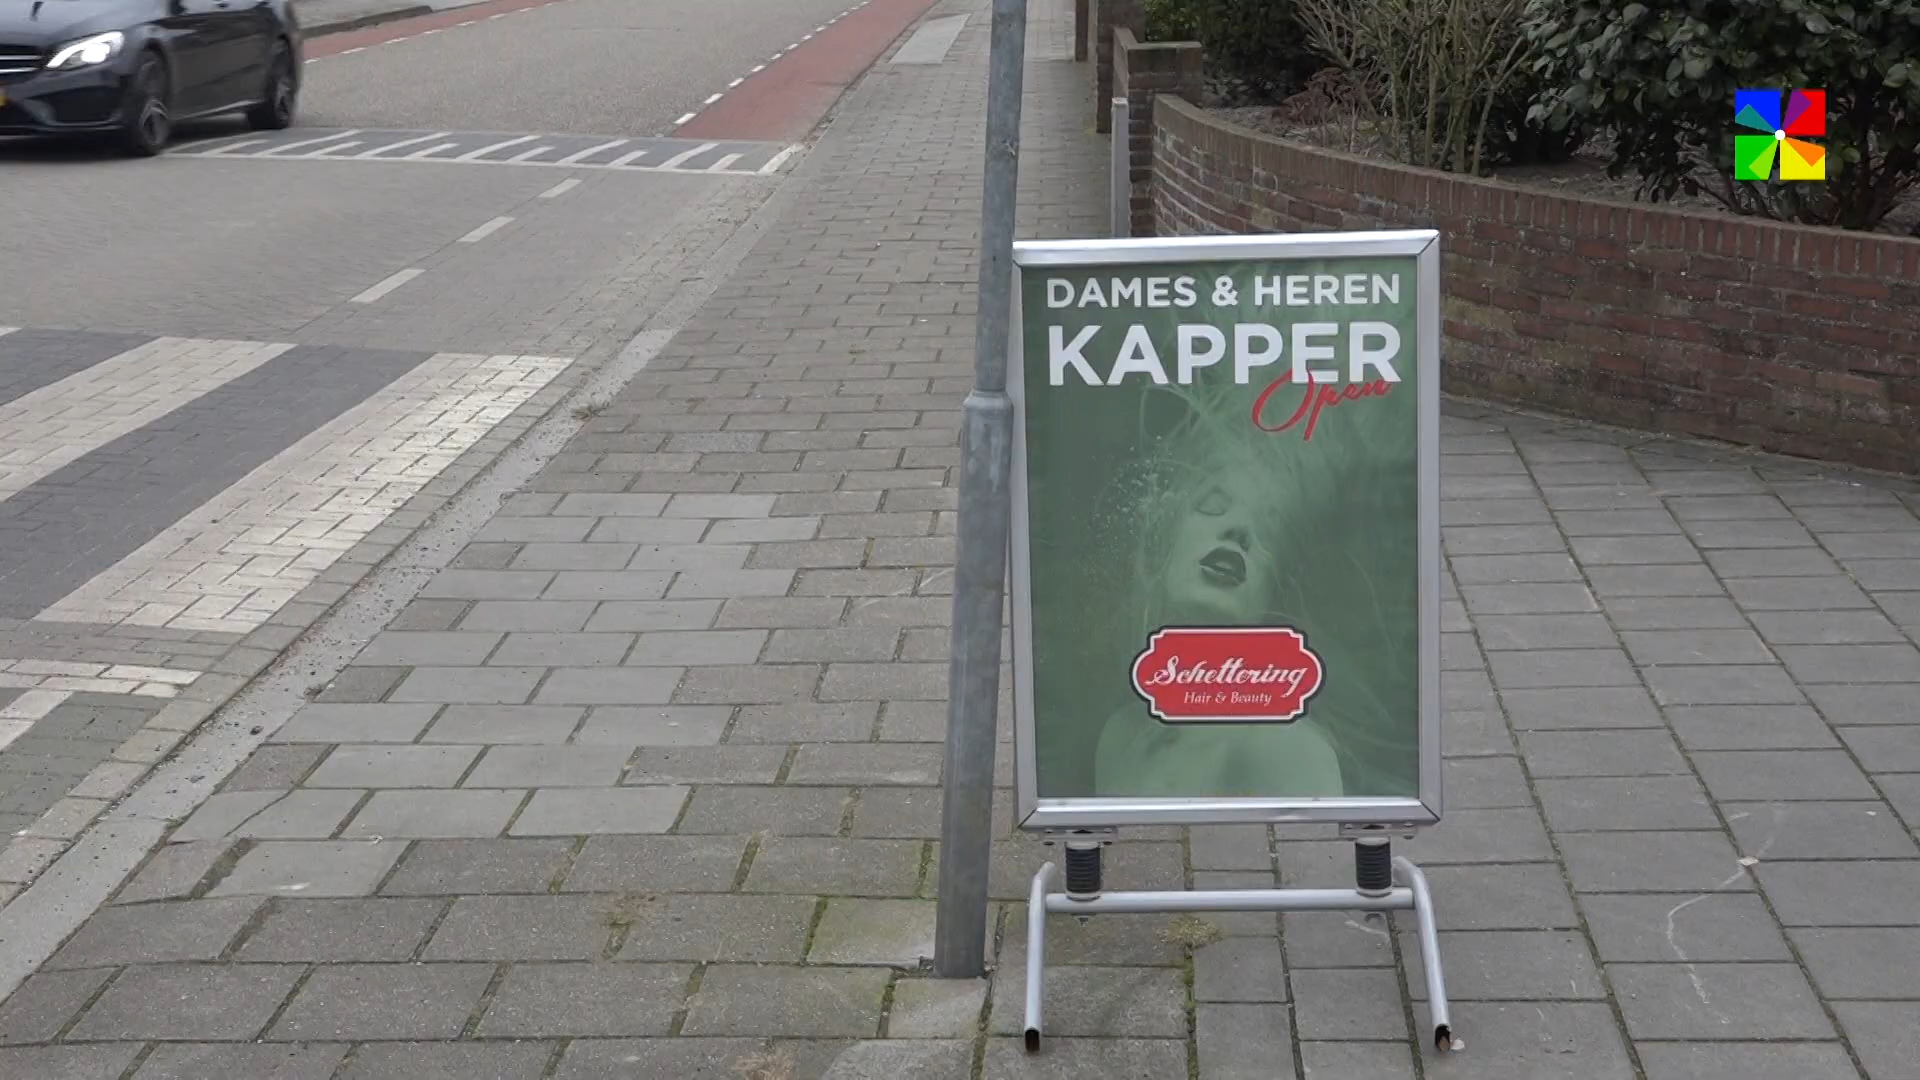 DAMES & HEREN
KAPPER
Open
Schettering
Hair & Beauty